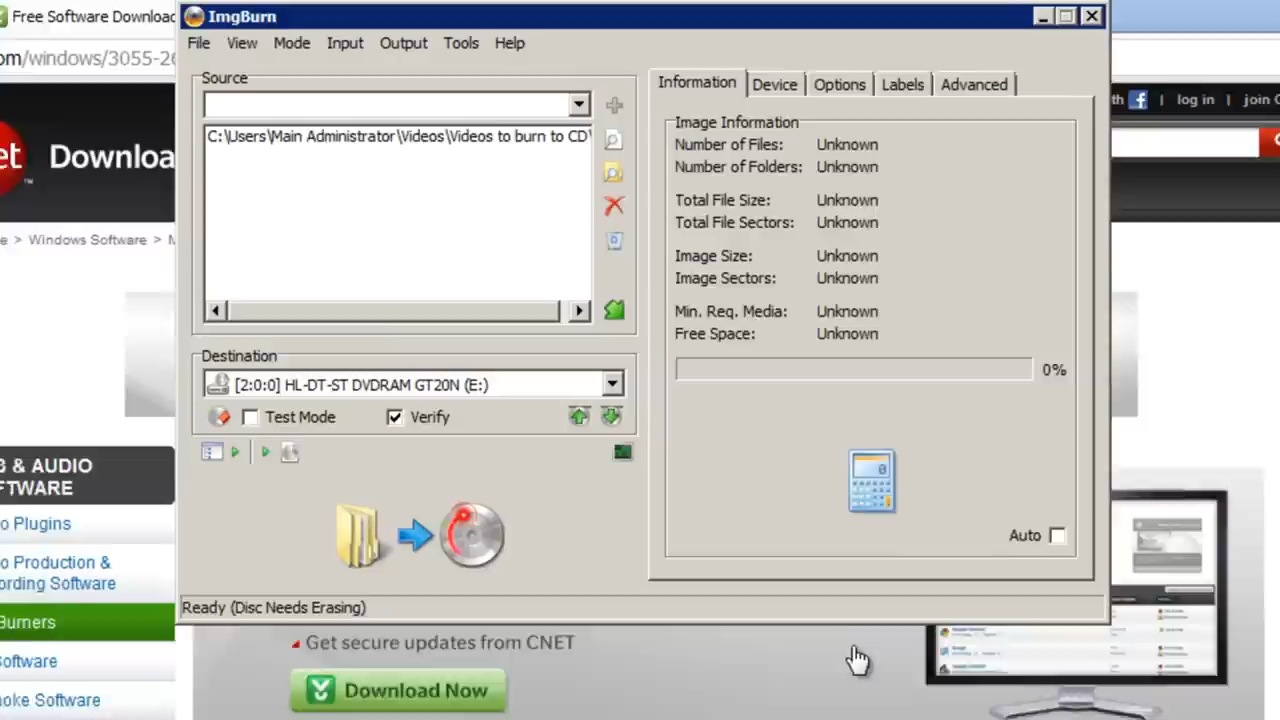 Free Software Download
ImgBurn
om/windows/3055-26
File View Mode Input Output Tools Help
Source
C:\Users\Main Administrator\Videos\Videos to burn to CD\
Information Device Options Labels Advanced
Image Information
Number of Files: Unknown
Number of Folders: Unknown
Total File Size: Unknown
Total File Sectors: Unknown
Image Size: Unknown
Image Sectors: Unknown
Min. Req. Media: Unknown
Free Space: Unknown
0%
0
Auto
Destination
[2:0:0] HL-DT-ST DVDRAM GT20N (E:)
Test Mode Verify
Ready (Disc Needs Erasing)
th f | log in | join C
et ™ Downloa
e > Windows Software > M
& AUDIO
FTWARE
o Plugins
o Production &
ording Software
Burners
Software
oke Software
Get secure updates from CNET
Download Now